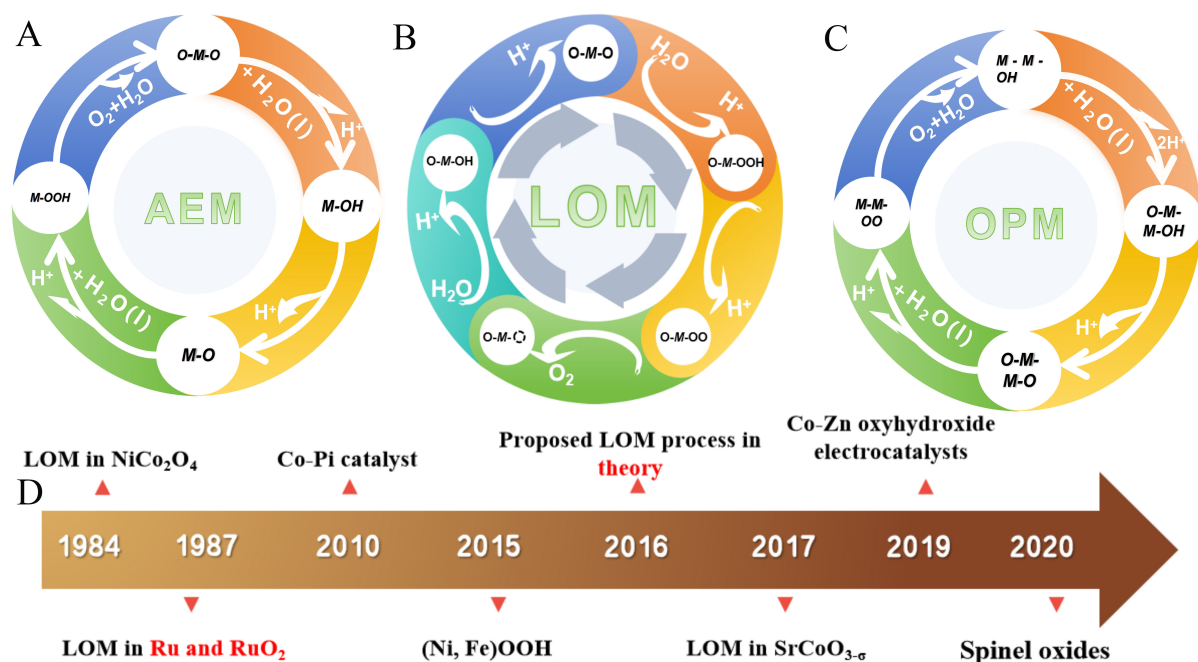 A
O-M-O
+H₂O(l)
H⁺
M-OH
H⁺
M-O
+H₂O(l)
H⁺
M-OOH
O₂+H₂O
AEM
B
O-M-O
H₂O
H⁺
O-M-OOH
H⁺
O-M-OO
O₂
O-M-
H₂O
H⁺
O-M-OH
H⁺
LOM
C
M - M -
OH
+H₂O(l)
2H⁺
O-M-
M-OH
H⁺
O-M-
M-O
+H₂O(l)
H⁺
M-M-
OO
O₂+H₂O
OPM
D
LOM in NiCo₂O₄
Co-Pi catalyst
Proposed LOM process in
theory
Co-Zn oxyhydroxide
electrocatalysts
1984 1987 2010 2015 2016 2017 2019 2020
LOM in Ru and RuO₂
(Ni, Fe)OOH
LOM in SrCoO₃₋σ
Spinel oxides